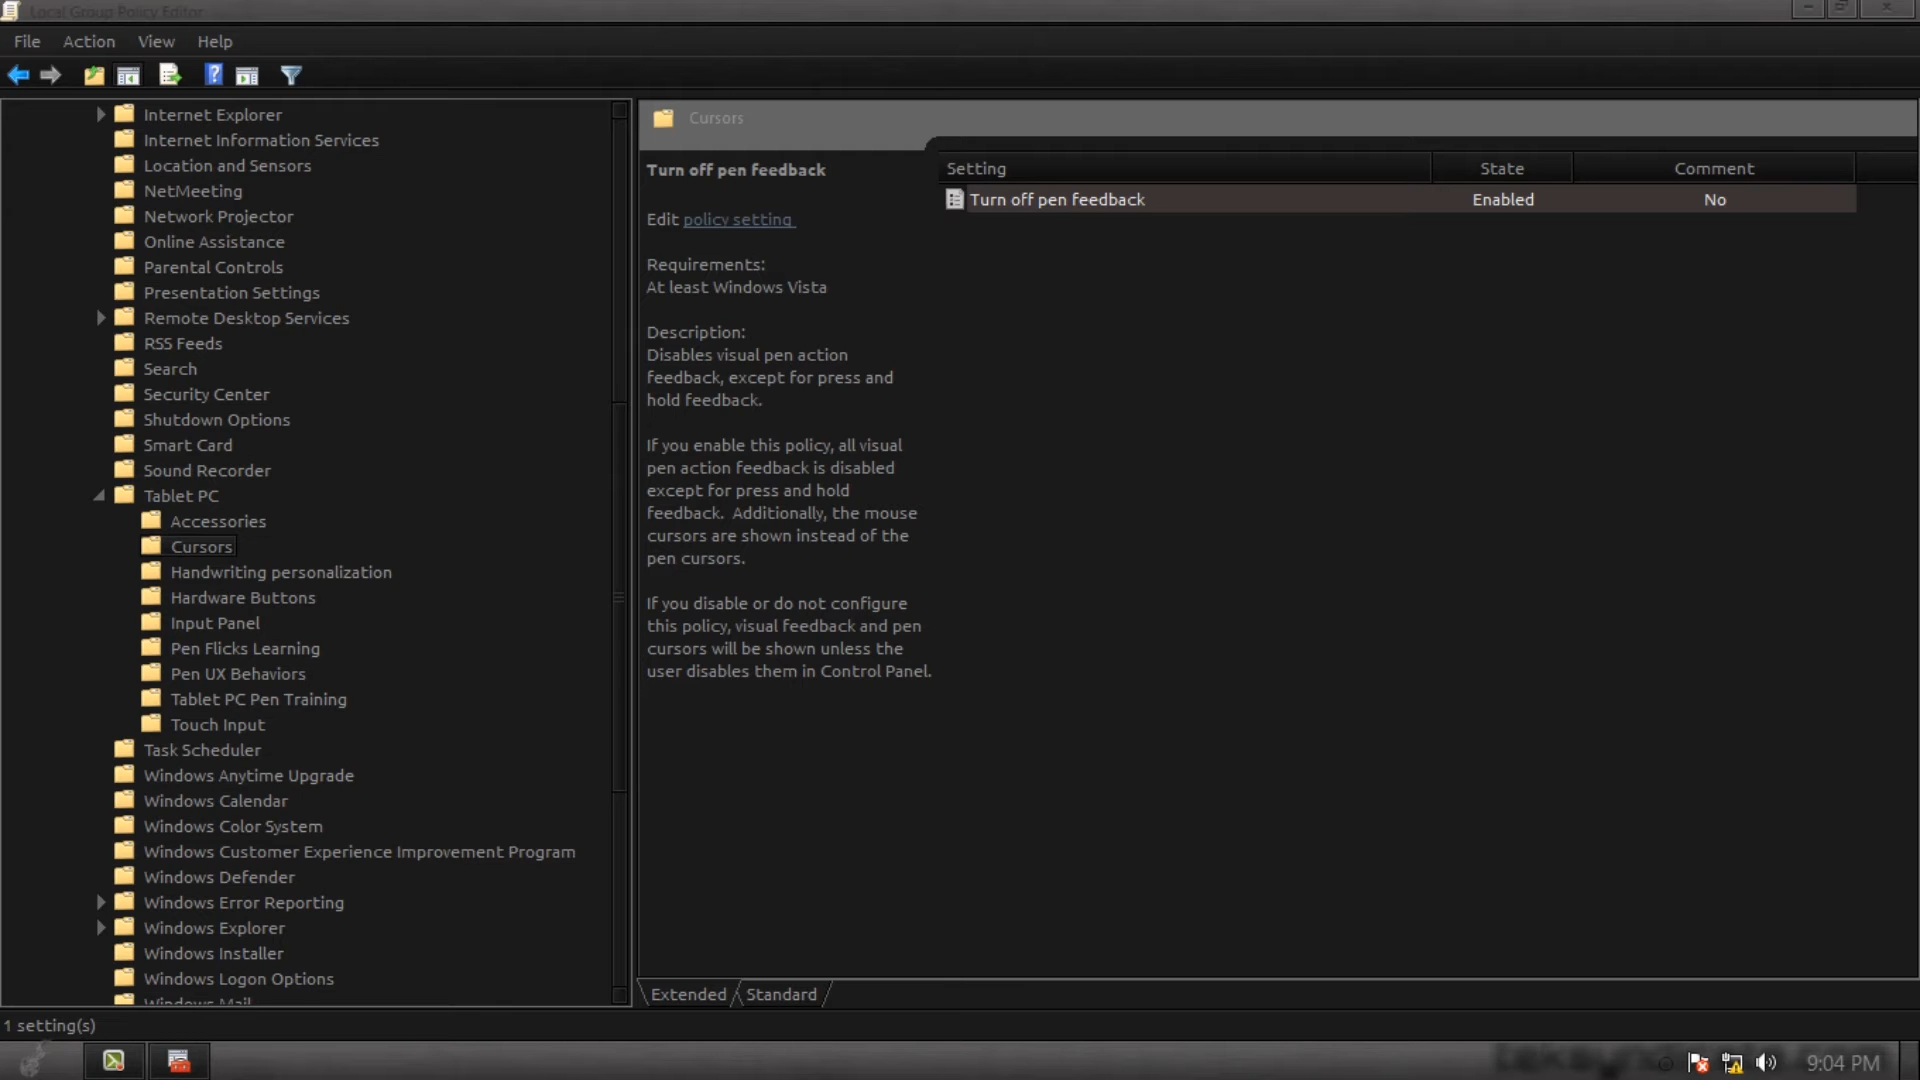 Local Group Policy Editor
File Action View Help
Internet Explorer
Internet Information Services
Location and Sensors
NetMeeting
Network Projector
Online Assistance
Parental Controls
Presentation Settings
Remote Desktop Services
RSS Feeds
Search
Security Center
Shutdown Options
Smart Card
Sound Recorder
Tablet PC
Accessories
Cursors
Handwriting personalization
Hardware Buttons
Input Panel
Pen Flicks Learning
Pen UX Behaviors
Tablet PC Pen Training
Touch Input
Task Scheduler
Windows Anytime Upgrade
Windows Calendar
Windows Color System
Windows Customer Experience Improvement Program
Windows Defender
Windows Error Reporting
Windows Explorer
Windows Installer
Windows Logon Options
Windows Mail
Cursors
Turn off pen feedback
Edit policy setting
Requirements:
At least Windows Vista
Description:
Disables visual pen action
feedback, except for press and
hold feedback.
If you enable this policy, all visual
pen action feedback is disabled
except for press and hold
feedback. Additionally, the mouse
cursors are shown instead of the
pen cursors.
If you disable or do not configure
this policy, visual feedback and pen
cursors will be shown unless the
user disables them in Control Panel.
Setting State Comment
Turn off pen feedback Enabled No
Extended Standard
1 setting(s)
9:04 PM